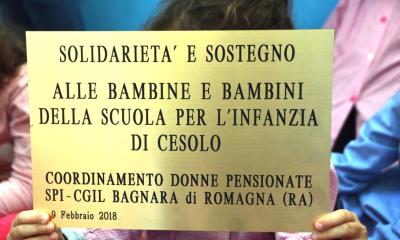 SOLIDARIETA' E SOSTEGNO
ALLE BAMBINE E BAMBINI
DELLA SCUOLA PER L'INFANZIA
DI CESOLO
COORDINAMENTO DONNE PENSIONATE
SPI-CGIL BAGNARA di ROMAGNA (RA)
9 Febbraio 2018